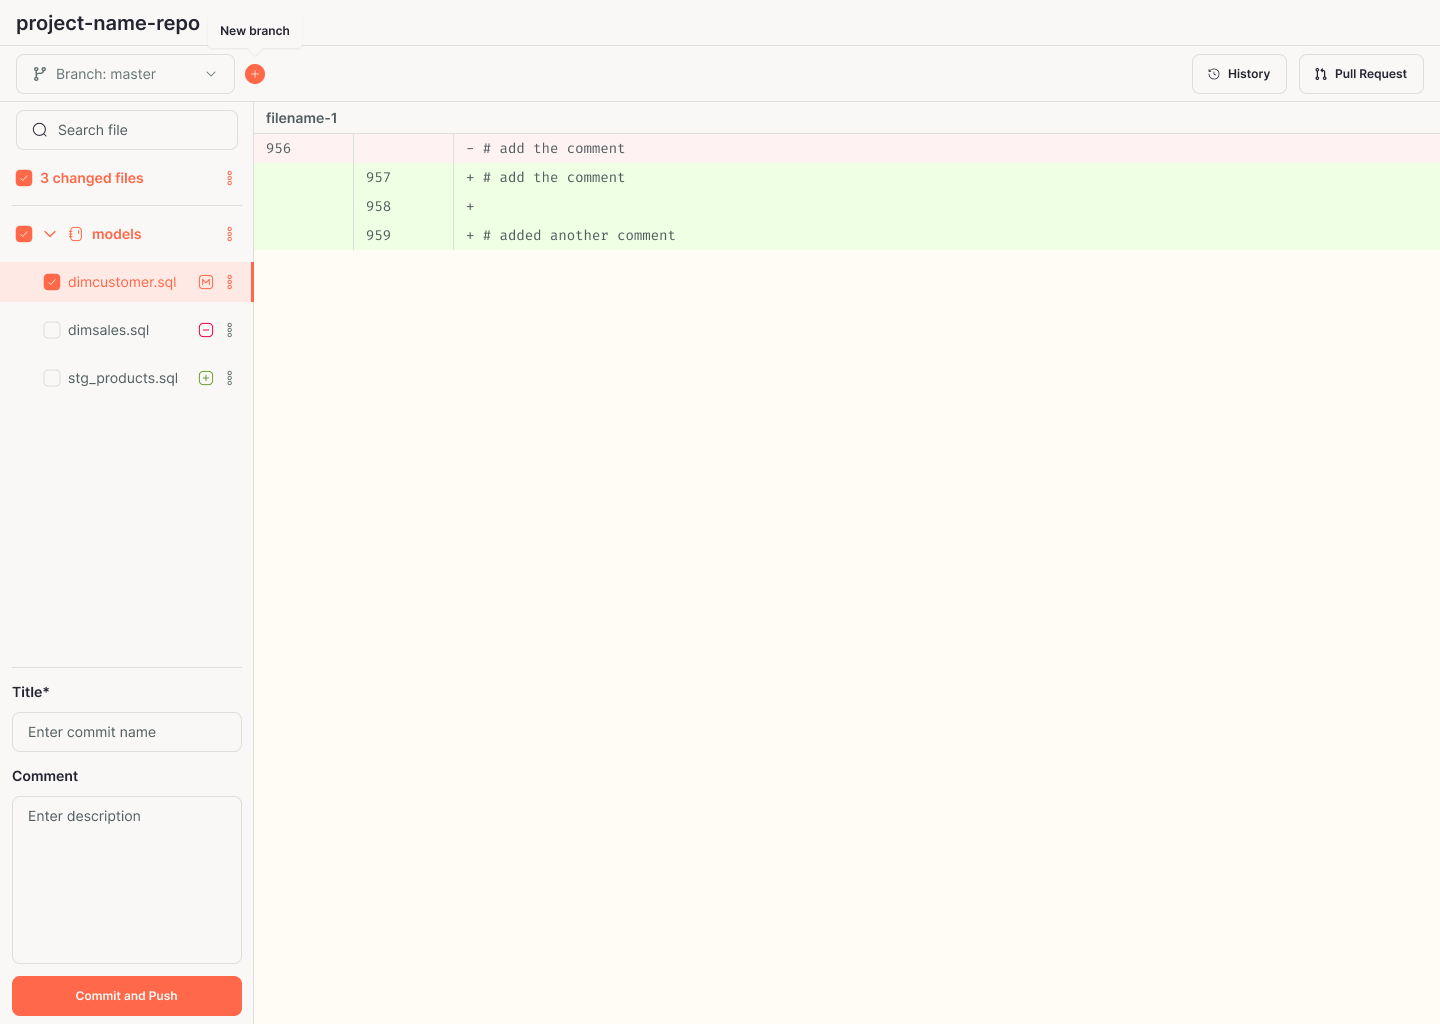 project-name-repo
New branch
Branch: master
History
Pull Request
Search file
3 changed files
models
dimcustomer.sql M
dimsales.sql
stg_products.sql
filename-1
956 - # add the comment
957 + # add the comment
958 +
959 + # added another comment
Title*
Enter commit name
Comment
Enter description
Commit and Push